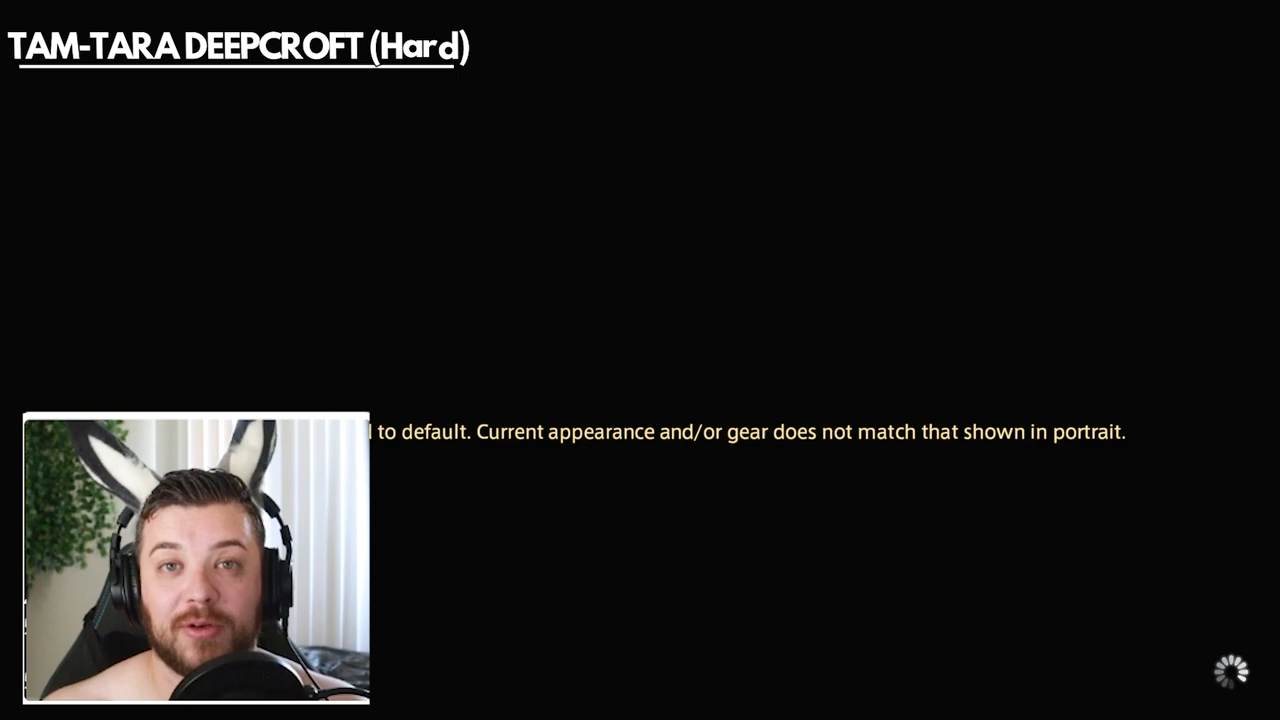 TAM-TARA DEEPCROFT (Hard)
to default. Current appearance and/or gear does not match that shown in portrait.